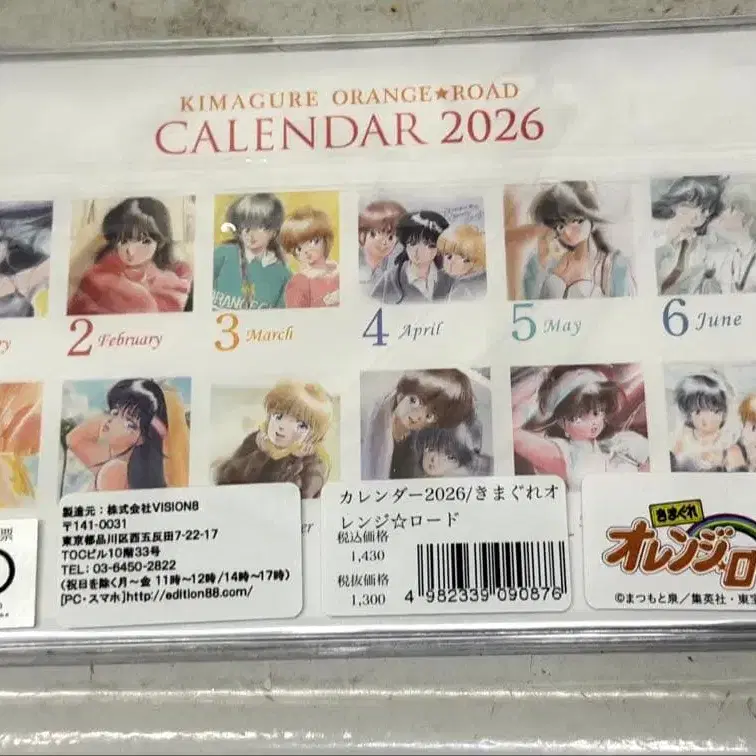 KIMAGURE ORANGE★ROAD
CALENDAR 2026
ry
2 February
3 March
4 April
5 May
6 June
er
票
製造元：株式会社VISION8
〒141-0031
東京都品川区西五反田7-22-17
TOCビル10階33号
TEL: 03-6450-2822
(祝日を除く月～金 11時～12時/14時～17時)
[PC・スマホ]http://edition88.com/
カレンダー2026/きまぐれオ
レンジ☆ロード
税込価格
1,430
税抜価格
1,300
4 982339 090876
きまぐれ
オレンジ☆ロ
©まつもと泉／集英社・東宝